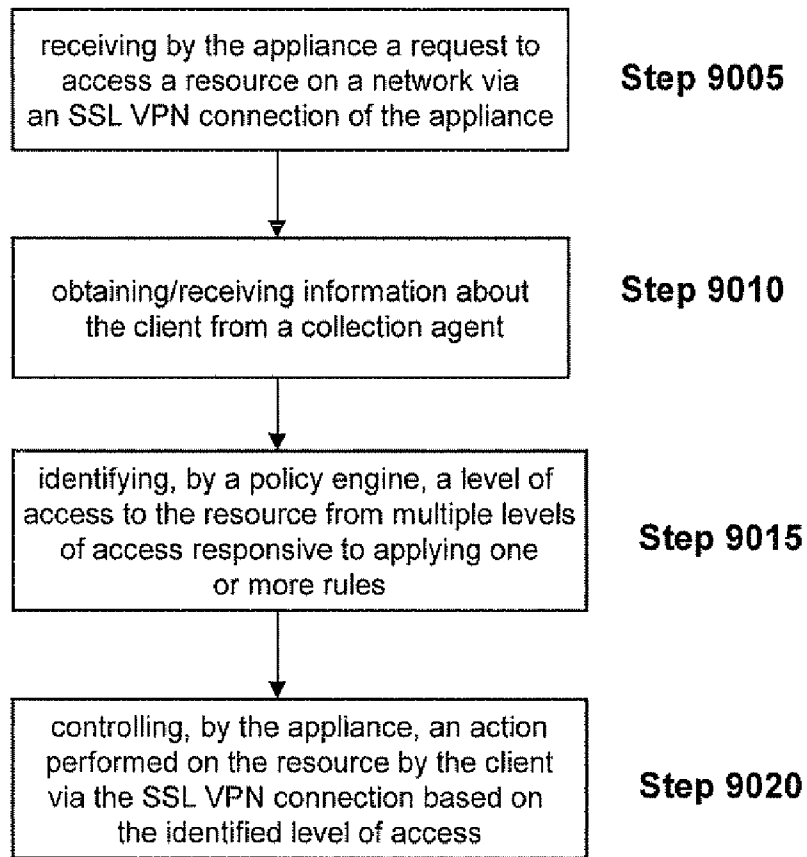 receiving by the appliance a request to
access a resource on a network via
an SSL VPN connection of the appliance
Step 9005
obtaining/receiving information about
the client from a collection agent
Step 9010
identifying, by a policy engine, a level of
access to the resource from multiple levels
of access responsive to applying one
or more rules
Step 9015
controlling, by the appliance, an action
performed on the resource by the client
via the SSL VPN connection based on
the identified level of access
Step 9020